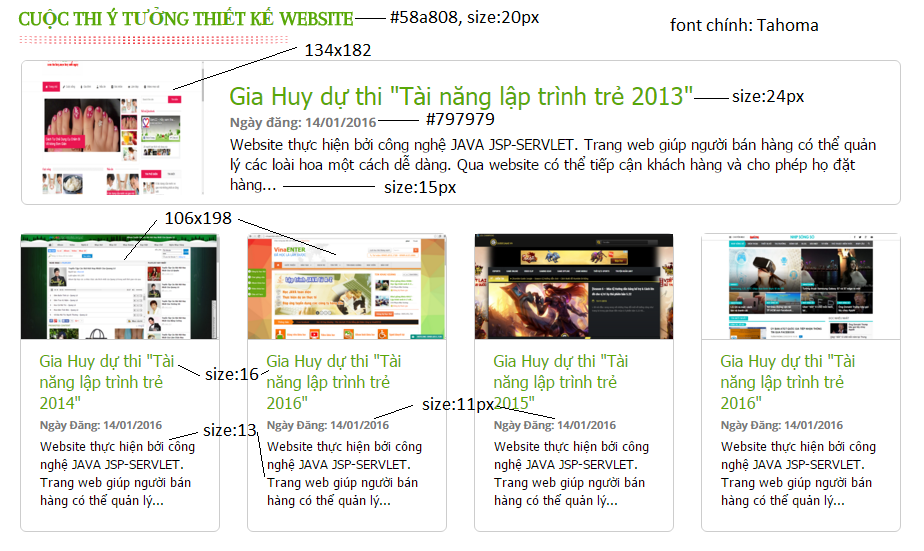 CUỘC THI Ý TƯỞNG THIẾT KẾ WEBSITE
#58a808, size:20px
font chính: Tahoma
134x182
Gia Huy dự thi "Tài năng lập trình trẻ 2013"
size:24px
Ngày đăng: 14/01/2016
#797979
Website thực hiện bởi công nghệ JAVA JSP-SERVLET. Trang web giúp người bán hàng có thể quản
lý các loài hoa một cách dễ dàng. Qua website có thể tiếp cận khách hàng và cho phép họ đặt
hàng...
size:15px
106x198
VinaENTER
Gia Huy dự thi "Tài
năng lập trình trẻ
2014"
Ngày Đăng: 14/01/2016
Website thực hiện bởi công
nghệ JAVA JSP-SERVLET.
Trang web giúp người bán
hàng có thể quản lý...
size:16
size:13
Gia Huy dự thi "Tài
năng lập trình trẻ
2016"
Ngày Đăng: 14/01/2016
Website thực hiện bởi công
nghệ JAVA JSP-SERVLET.
Trang web giúp người bán
hàng có thể quản lý...
size:11px
Gia Huy dự thi "Tài
năng lập trình trẻ
2015"
Ngày Đăng: 14/01/2016
Website thực hiện bởi công
nghệ JAVA JSP-SERVLET.
Trang web giúp người bán
hàng có thể quản lý...
Gia Huy dự thi "Tài
năng lập trình trẻ
2016"
Ngày Đăng: 14/01/2016
Website thực hiện bởi công
nghệ JAVA JSP-SERVLET.
Trang web giúp người bán
hàng có thể quản lý...